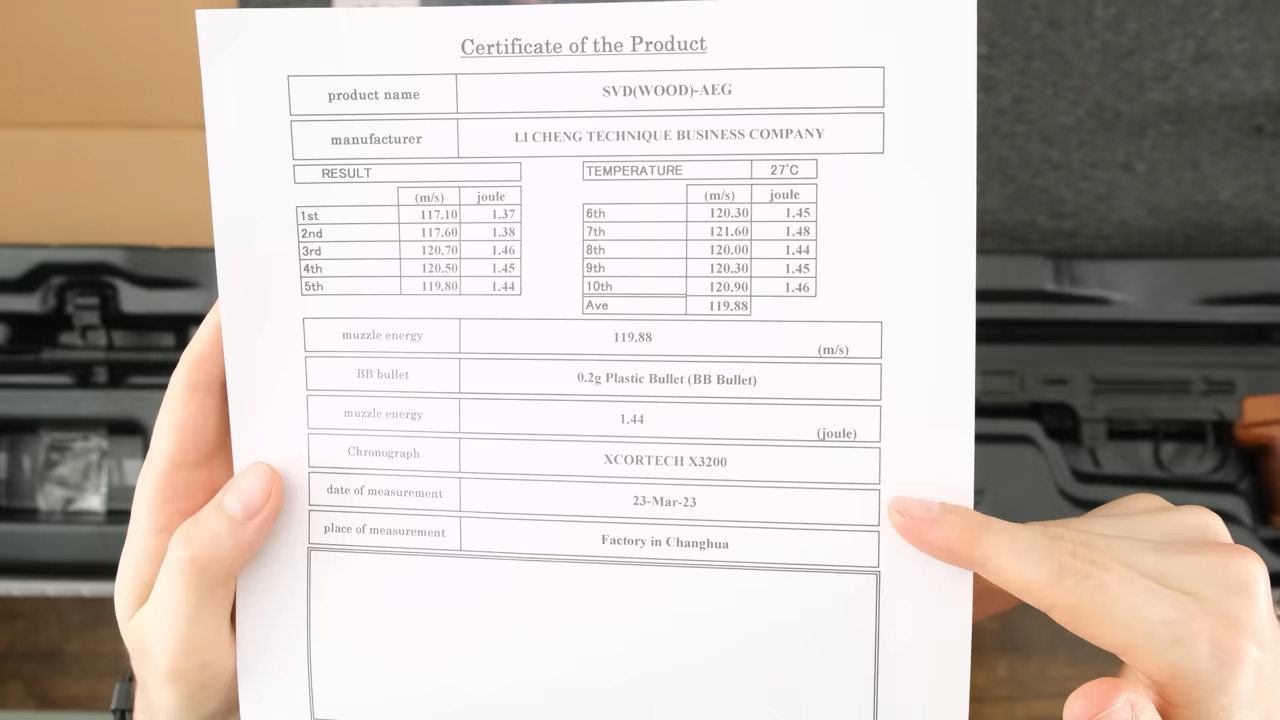 Certificate of the Product
product name SVD(WOOD)-AEG
manufacturer LI CHENG TECHNIQUE BUSINESS COMPANY
RESULT TEMPERATURE 27°C
(m/s) joule (m/s) joule
1st 117.10 1.37 6th 120.30 1.45
2nd 117.60 1.38 7th 121.60 1.48
3rd 120.70 1.46 8th 120.00 1.44
4th 120.50 1.45 9th 120.30 1.45
5th 119.80 1.44 10th 120.90 1.46
Ave 119.88
muzzle energy 119.88 (m/s)
BB bullet 0.2g Plastic Bullet (BB Bullet)
muzzle energy 1.44 (joule)
Chronograph XCORTECH X3200
date of measurement 23-Mar-23
place of measurement Factory in Changhua